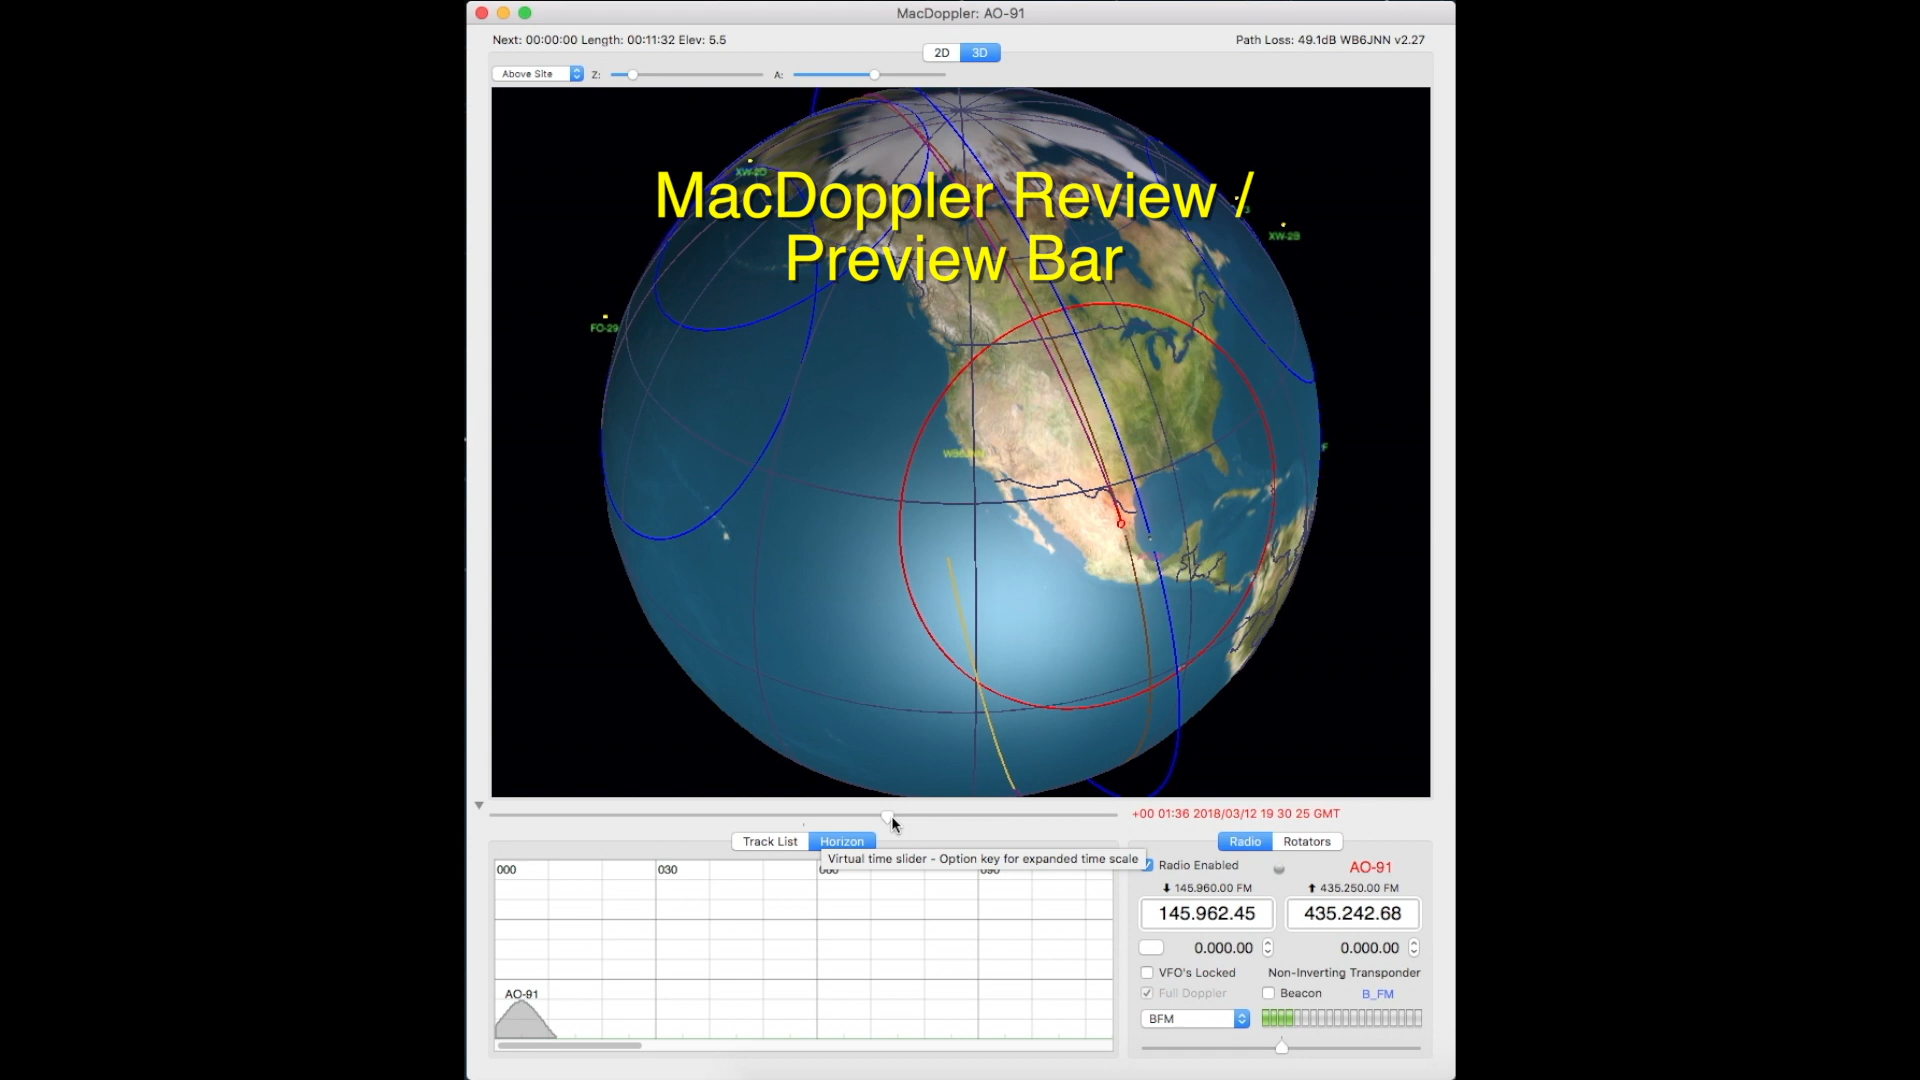 MacDoppler: AO-91
Next: 00:00:00 Length: 00:11:32 Elev: 5.5
Path Loss: 49.1dB WB6JNN v2.27
2D 3D
Above Site Z: A:
XW-2D
MacDoppler Review /
Preview Bar
XW-2B
FO-29
WB6JNN
F
+00 01:36 2018/03/12 19 30 25 GMT
Track List Horizon
Radio Rotators
Virtual time slider - Option key for expanded time scale
000 030 060 090
Radio Enabled AO-91
⬇ 145.960.00 FM ⬆ 435.250.00 FM
145.962.45 435.242.68
0.000.00 0.000.00
VFO's Locked Non-Inverting Transponder
Full Doppler Beacon B_FM
AO-91
BFM